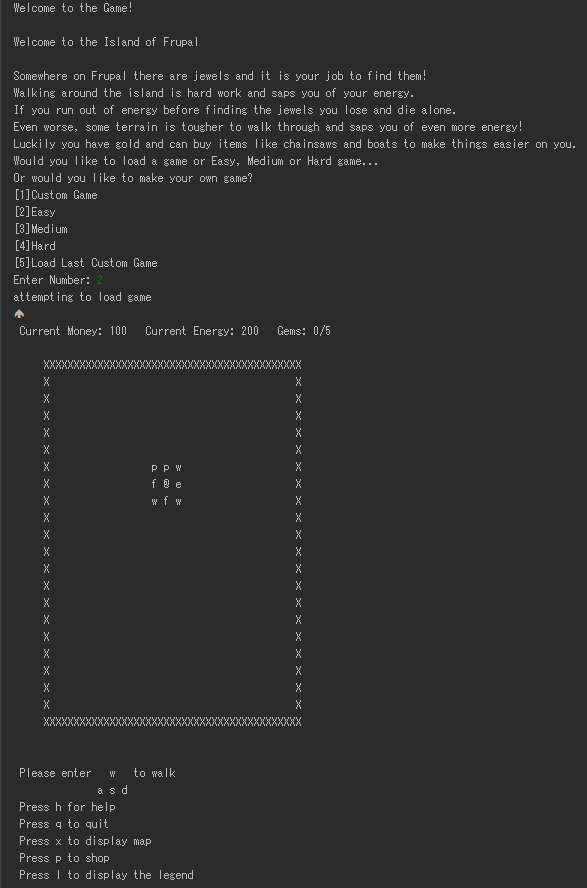 Welcome to the Game!
Welcome to the Island of Frupal
Somewhere on Frupal there are jewels and it is your job to find them!
Walking around the island is hard work and saps you of your energy.
If you run out of energy before finding the jewels you lose and die alone.
Even worse, some terrain is tougher to walk through and saps you of even more energy!
Luckily you have gold and can buy items like chainsaws and boats to make things easier on you.
Would you like to load a game or Easy, Medium or Hard game...
Or would you like to make your own game?
[1]Custom Game
[2]Easy
[3]Medium
[4]Hard
[5]Load Last Custom Game
Enter Number: 2
attempting to load game
Current Money: 100   Current Energy: 200   Gems: 0/5
XXXXXXXXXXXXXXXXXXXXXXXXXXXXXXXXXXXXXXXXXXX
X                                         X
X                                         X
X                                         X
X                                         X
X                                         X
X                 p p w                   X
X                 f @ e                   X
X                 w f w                   X
X                                         X
X                                         X
X                                         X
X                                         X
X                                         X
X                                         X
X                                         X
X                                         X
X                                         X
X                                         X
X                                         X
X                                         X
XXXXXXXXXXXXXXXXXXXXXXXXXXXXXXXXXXXXXXXXXXX
Please enter   w   to walk
a s d
Press h for help
Press q to quit
Press x to display map
Press p to shop
Press l to display the legend